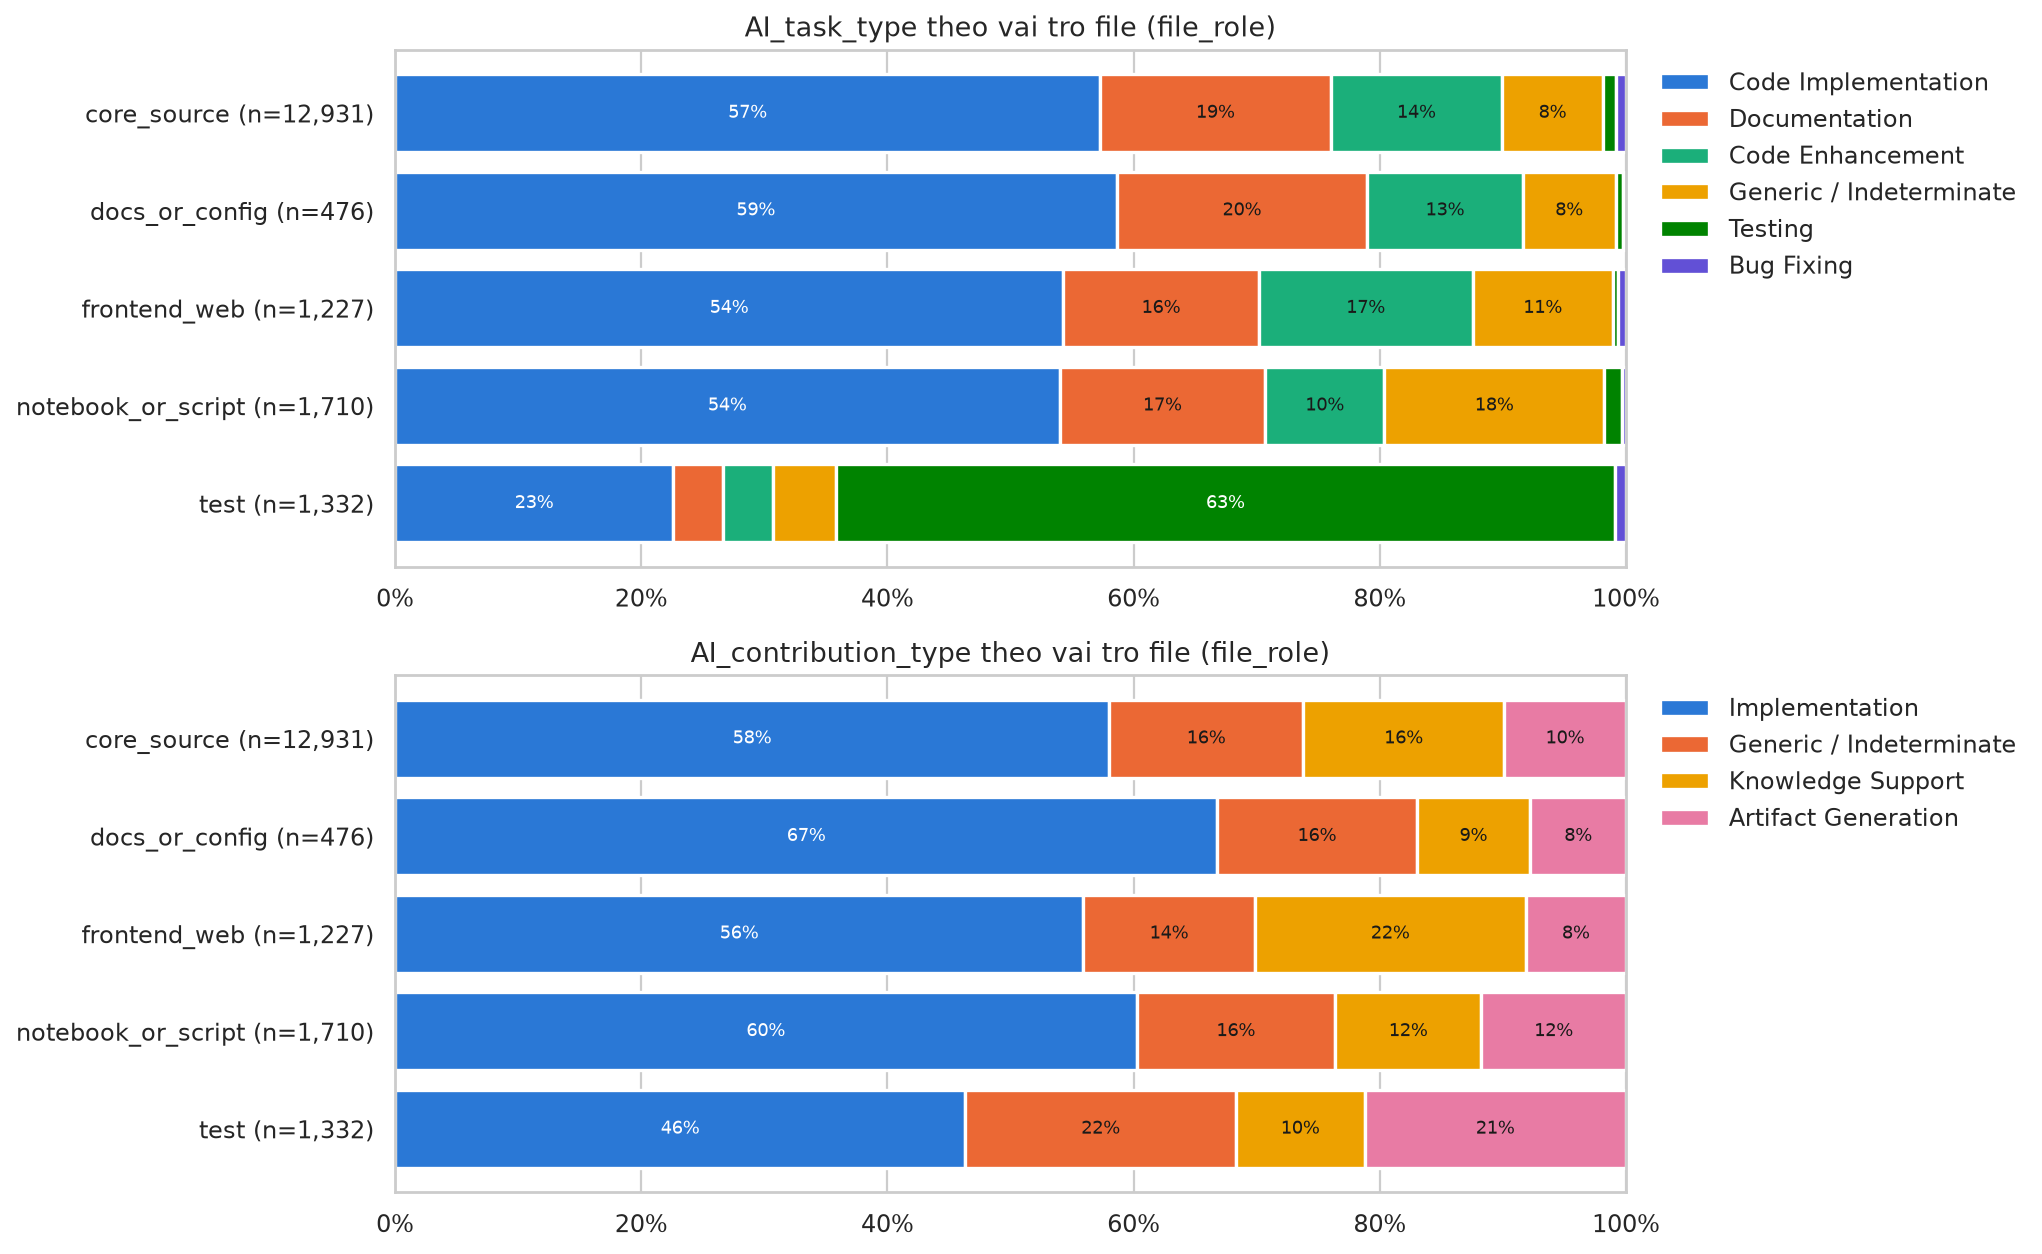 AI_task_type theo vai tro file (file_role)
core_source (n=12,931)
57%
19%
14%
8%
docs_or_config (n=476)
59%
20%
13%
8%
frontend_web (n=1,227)
54%
16%
17%
11%
notebook_or_script (n=1,710)
54%
17%
10%
18%
test (n=1,332)
23%
63%
0%
20%
40%
60%
80%
100%
Code Implementation
Documentation
Code Enhancement
Generic / Indeterminate
Testing
Bug Fixing
AI_contribution_type theo vai tro file (file_role)
core_source (n=12,931)
58%
16%
16%
10%
docs_or_config (n=476)
67%
16%
9%
8%
frontend_web (n=1,227)
56%
14%
22%
8%
notebook_or_script (n=1,710)
60%
16%
12%
12%
test (n=1,332)
46%
22%
10%
21%
0%
20%
40%
60%
80%
100%
Implementation
Generic / Indeterminate
Knowledge Support
Artifact Generation